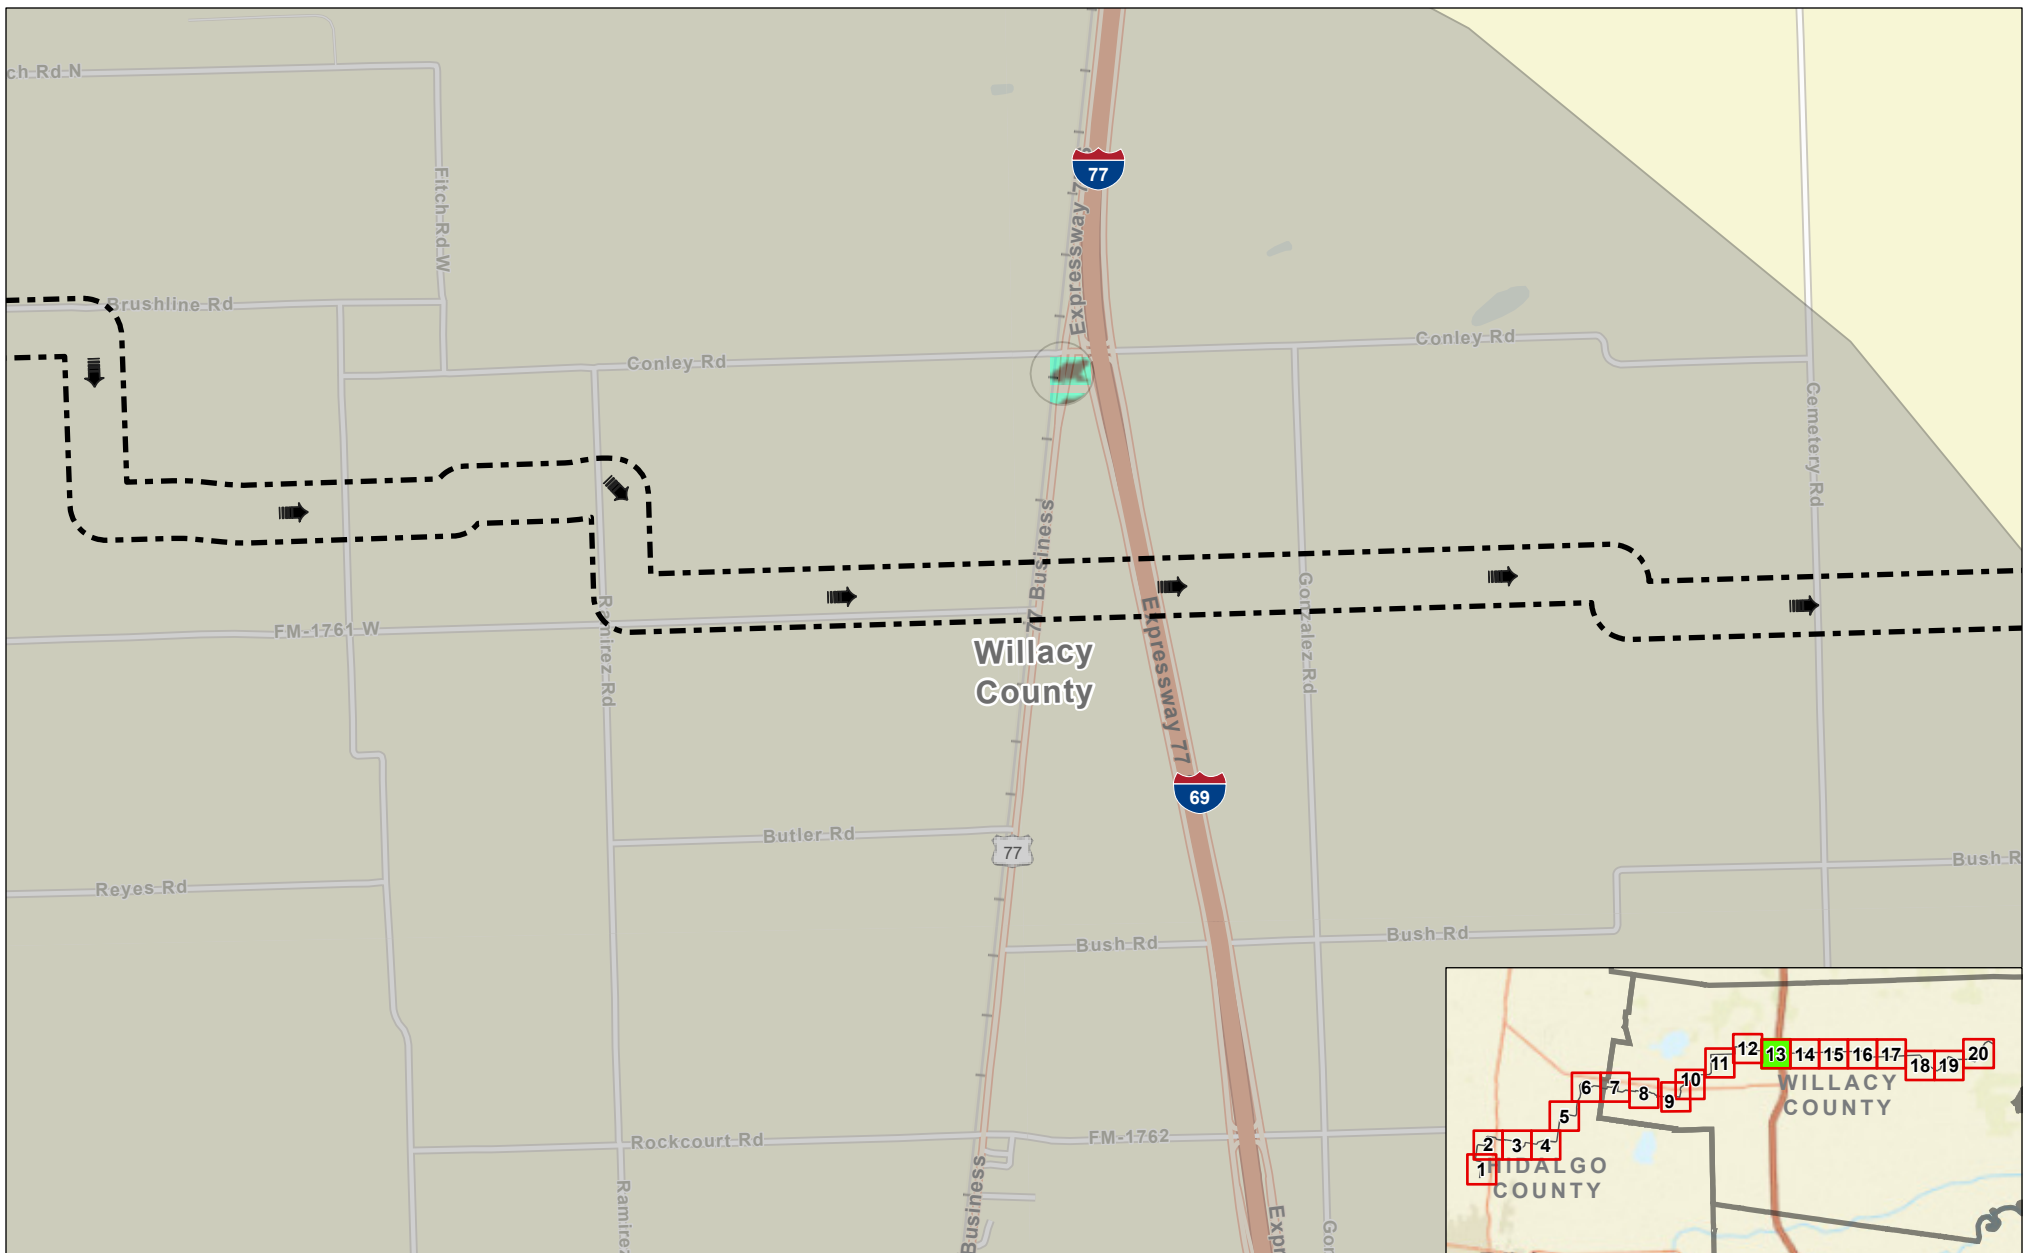 ch Rd N
Fitch Rd W
77
Expressway 7
Brushline Rd
Conley Rd
Conley Rd
Cemetery Rd
77 Business
FM-1761 W
Ramirez Rd
Willacy
County
Expressway 77
Gonzalez Rd
69
Butler Rd
77
Reyes Rd
Bush R
Bush Rd
Bush Rd
Rockcourt Rd
FM-1762
Ramirez
Business
Expr
Gon
1
2
3
4
5
6
7
8
9
10
11
12
13
14
15
16
17
18
19
20
WILLACY
COUNTY
HIDALGO
COUNTY